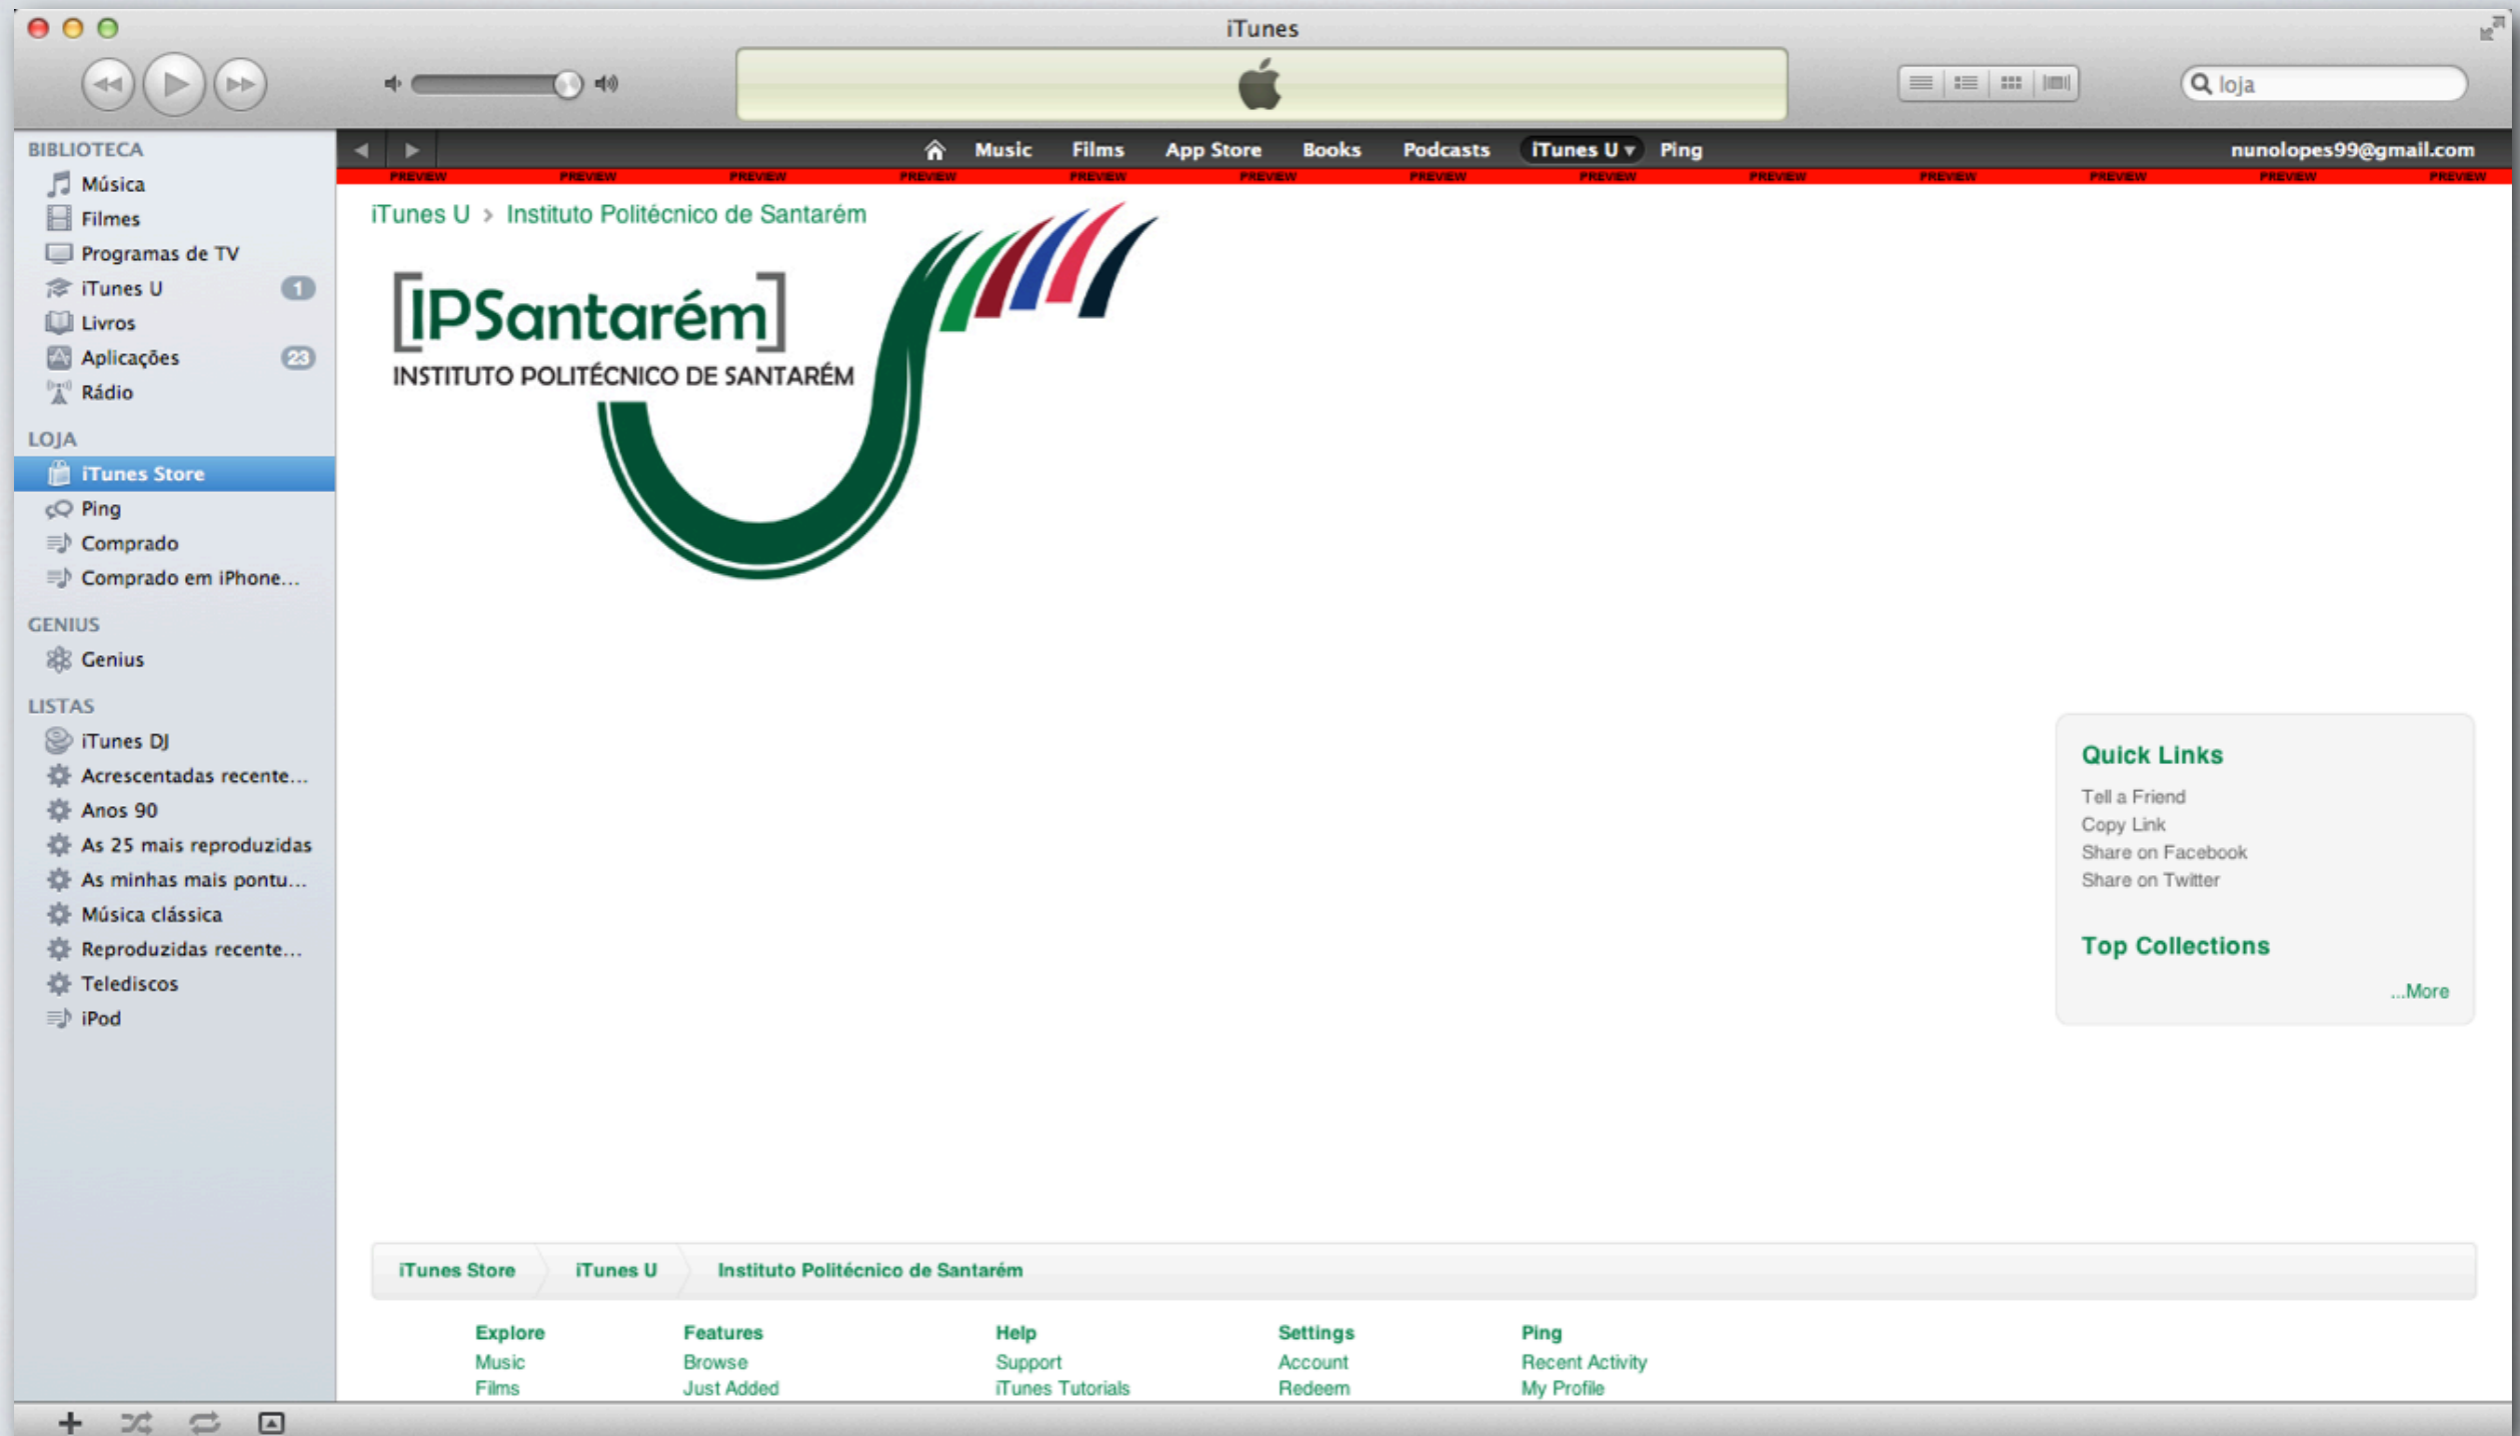 iTunes
loja
BIBLIOTECA
Música
Filmes
Programas de TV
iTunes U 1
Livros
Aplicações 23
Rádio
LOJA
iTunes Store
Ping
Comprado
Comprado em iPhone...
GENIUS
Genius
LISTAS
iTunes DJ
Acrescentadas recente...
Anos 90
As 25 mais reproduzidas
As minhas mais pontu...
Música clássica
Reproduzidas recente...
Telediscos
iPod
Music Films App Store Books Podcasts iTunes U Ping nunolopes99@gmail.com
PREVIEW PREVIEW PREVIEW PREVIEW PREVIEW PREVIEW PREVIEW PREVIEW PREVIEW PREVIEW PREVIEW PREVIEW PREVIEW
iTunes U > Instituto Politécnico de Santarém
[IPSantarém]
INSTITUTO POLITÉCNICO DE SANTARÉM
Quick Links
Tell a Friend
Copy Link
Share on Facebook
Share on Twitter
Top Collections
...More
iTunes Store iTunes U Instituto Politécnico de Santarém
Explore Features Help Settings Ping
Music Browse Support Account Recent Activity
Films Just Added iTunes Tutorials Redeem My Profile